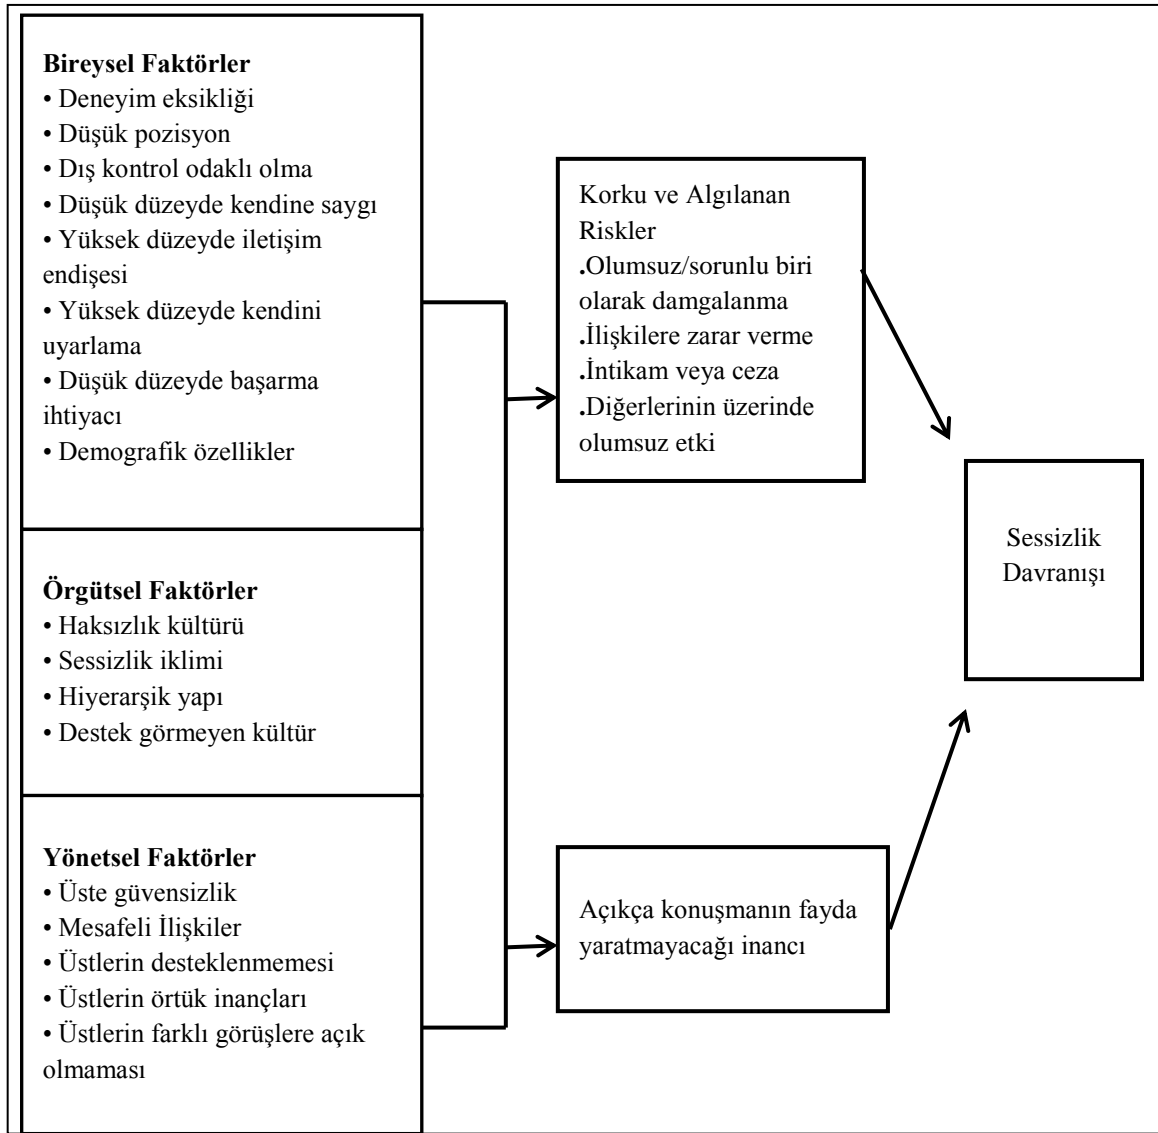 Bireysel Faktörler
• Deneyim eksikliği
• Düşük pozisyon
• Dış kontrol odaklı olma
• Düşük düzeyde kendine saygı
• Yüksek düzeyde iletişim
endişesi
• Yüksek düzeyde kendini
uyarlama
• Düşük düzeyde başarma
ihtiyacı
• Demografik özellikler
Örgütsel Faktörler
• Haksızlık kültürü
• Sessizlik iklimi
• Hiyerarşik yapı
• Destek görmeyen kültür
Yönetsel Faktörler
• Üste güvensizlik
• Mesafeli İlişkiler
• Üstlerin desteklenmemesi
• Üstlerin örtük inançları
• Üstlerin farklı görüşlere açık
olmaması
Korku ve Algılanan
Riskler
.Olumsuz/sorunlu biri
olarak damgalanma
.İlişkilere zarar verme
.İntikam veya ceza
.Diğerlerinin üzerinde
olumsuz etki
Açıkça konuşmanın fayda
yaratmayacağı inancı
Sessizlik
Davranışı